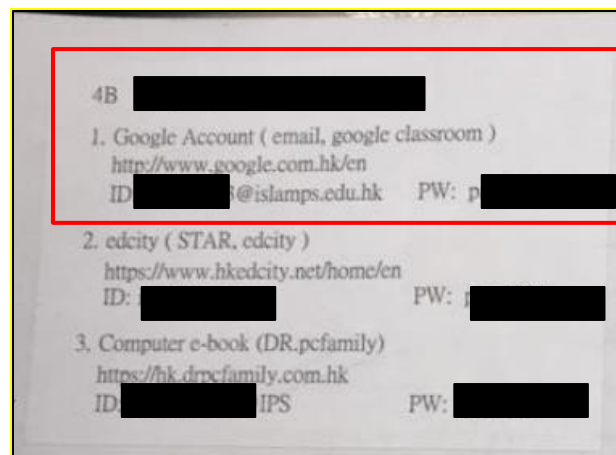 4B
1. Google Account ( email, google classroom )
http://www.google.com.hk/en
ID @islamps.edu.hk PW: p
2. edcity ( STAR, edcity )
https://www.hkedcity.net/home/en
ID: PW:
3. Computer e-book (DR.pcfamily)
https://hk.drpcfamily.com.hk
ID: IPS PW: